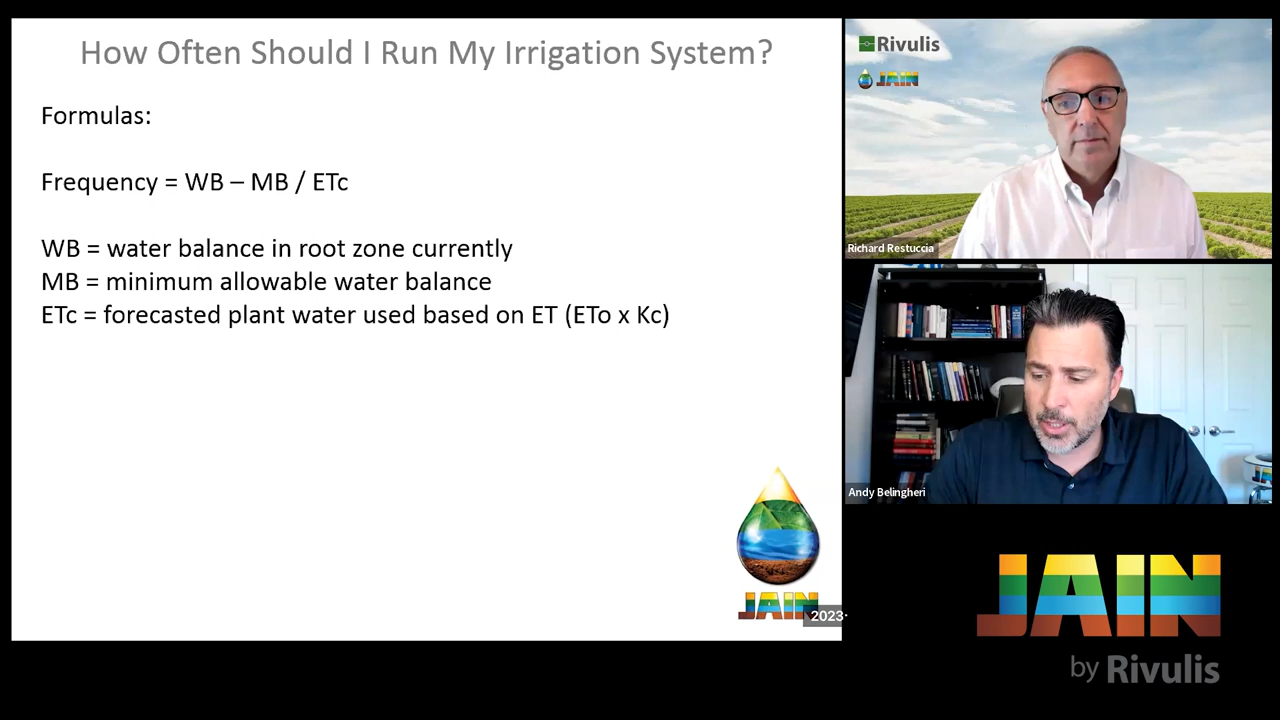 How Often Should I Run My Irrigation System?
Formulas:
Frequency = WB – MB / ETc
WB = water balance in root zone currently
MB = minimum allowable water balance
ETc = forecasted plant water used based on ET (ETo x Kc)
JAIN
2023-
Rivulis
JAIN
Richard Restuccia
Andy Belingheri
JAIN
by Rivulis